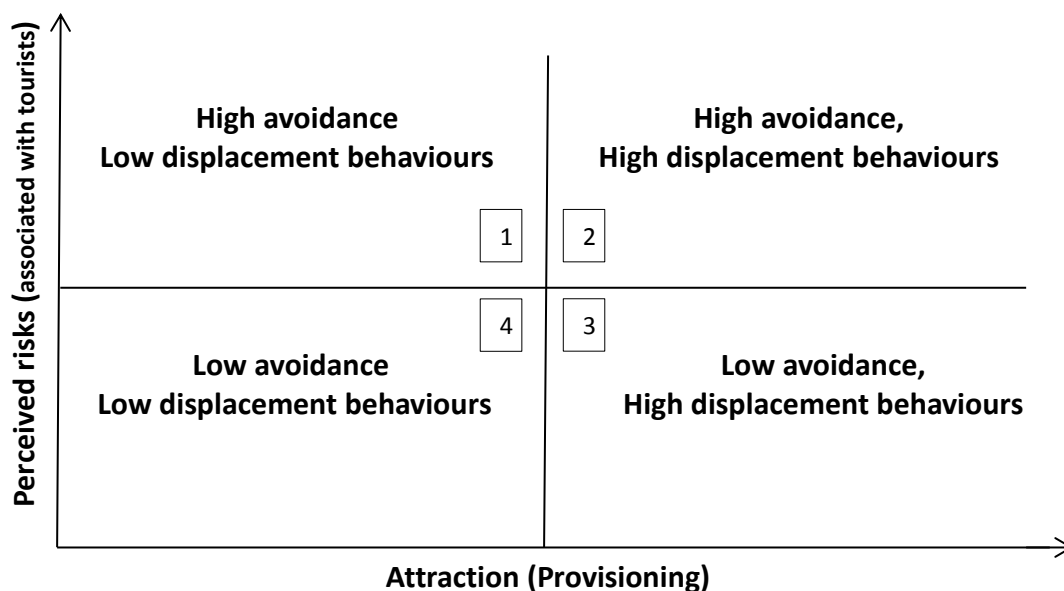 Perceived risks (associated with tourists)
High avoidance
Low displacement behaviours
High avoidance,
High displacement behaviours
1
2
4
3
Low avoidance
Low displacement behaviours
Low avoidance,
High displacement behaviours
Attraction (Provisioning)